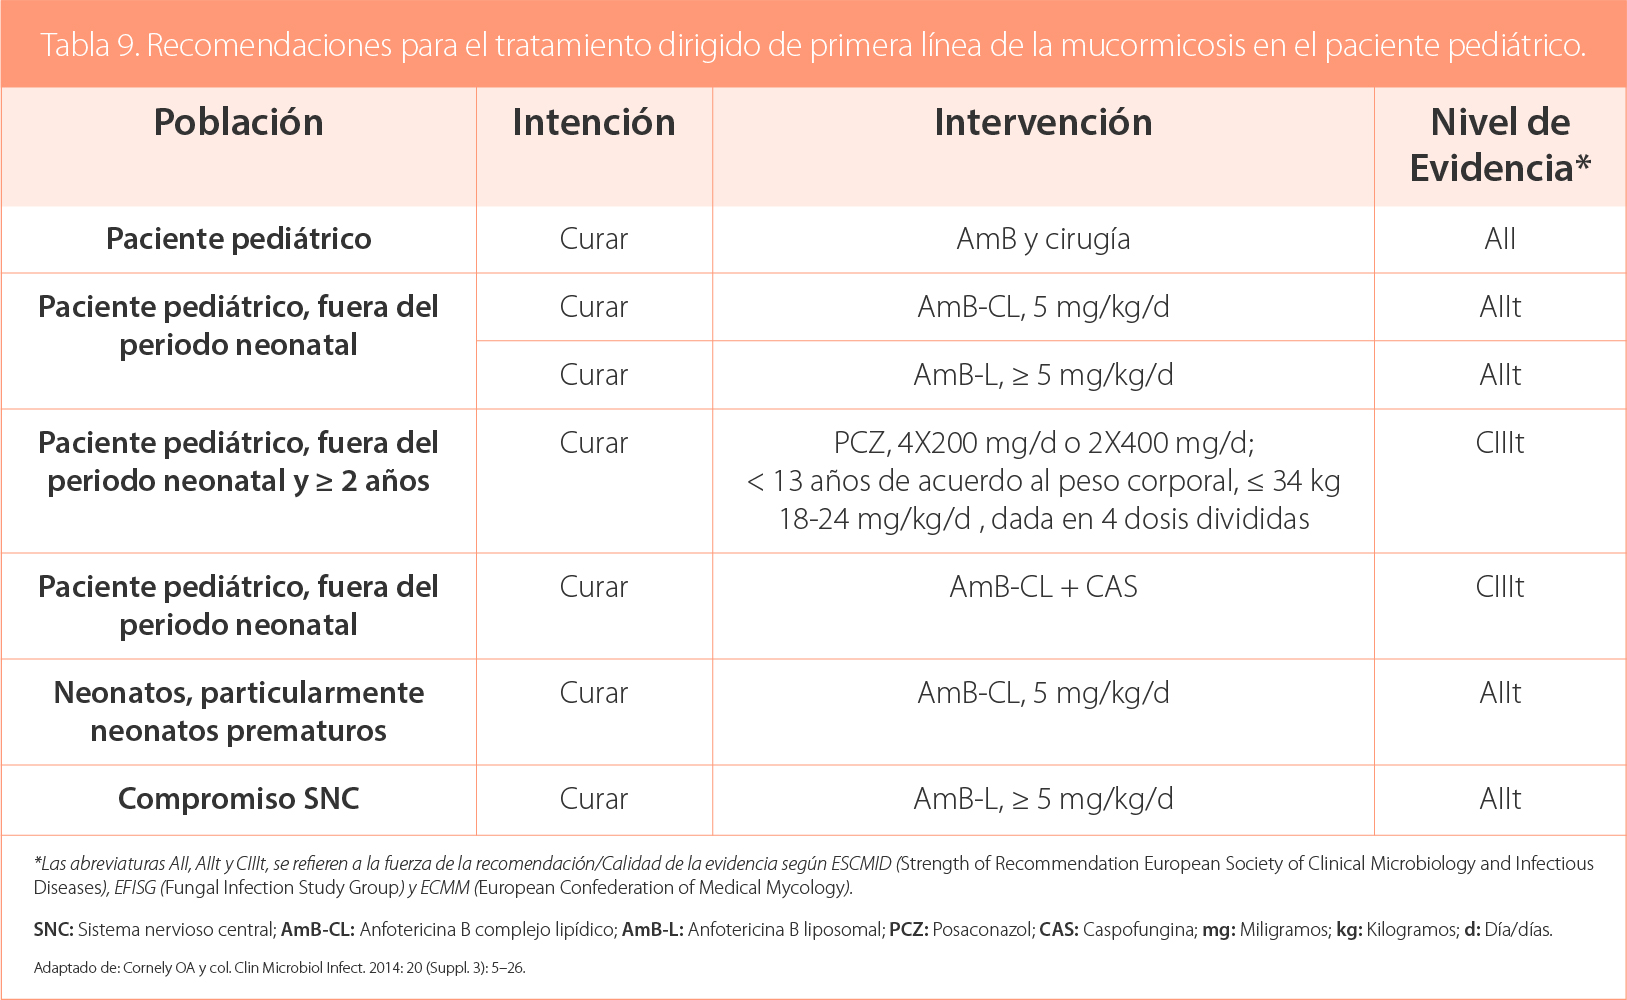 Tabla 9. Recomendaciones para el tratamiento dirigido de primera línea de la mucormicosis en el paciente pediátrico.
Población Intención Intervención Nivel de
Evidencia*
Paciente pediátrico Curar AmB y cirugía AII
Paciente pediátrico, fuera del Curar AmB-CL, 5 mg/kg/d AIIt
periodo neonatal
Curar AmB-L, ≥ 5 mg/kg/d AIIt
Paciente pediátrico, fuera del Curar PCZ, 4X200 mg/d o 2X400 mg/d; CIIIt
periodo neonatal y ≥ 2 años < 13 años de acuerdo al peso corporal, ≤ 34 kg
18-24 mg/kg/d , dada en 4 dosis divididas
Paciente pediátrico, fuera del Curar AmB-CL + CAS CIIIt
periodo neonatal
Neonatos, particularmente Curar AmB-CL, 5 mg/kg/d AIIt
neonatos prematuros
Compromiso SNC Curar AmB-L, ≥ 5 mg/kg/d AIIt
*Las abreviaturas AII, AIIt y CIIIt, se refieren a la fuerza de la recomendación/Calidad de la evidencia según ESCMID (Strength of Recommendation European Society of Clinical Microbiology and Infectious
Diseases), EFISG (Fungal Infection Study Group) y ECMM (European Confederation of Medical Mycology).
SNC: Sistema nervioso central; AmB-CL: Anfotericina B complejo lipídico; AmB-L: Anfotericina B liposomal; PCZ: Posaconazol; CAS: Caspofungina; mg: Miligramos; kg: Kilogramos; d: Día/días.
Adaptado de: Cornely OA y col. Clin Microbiol Infect. 2014: 20 (Suppl. 3): 5–26.